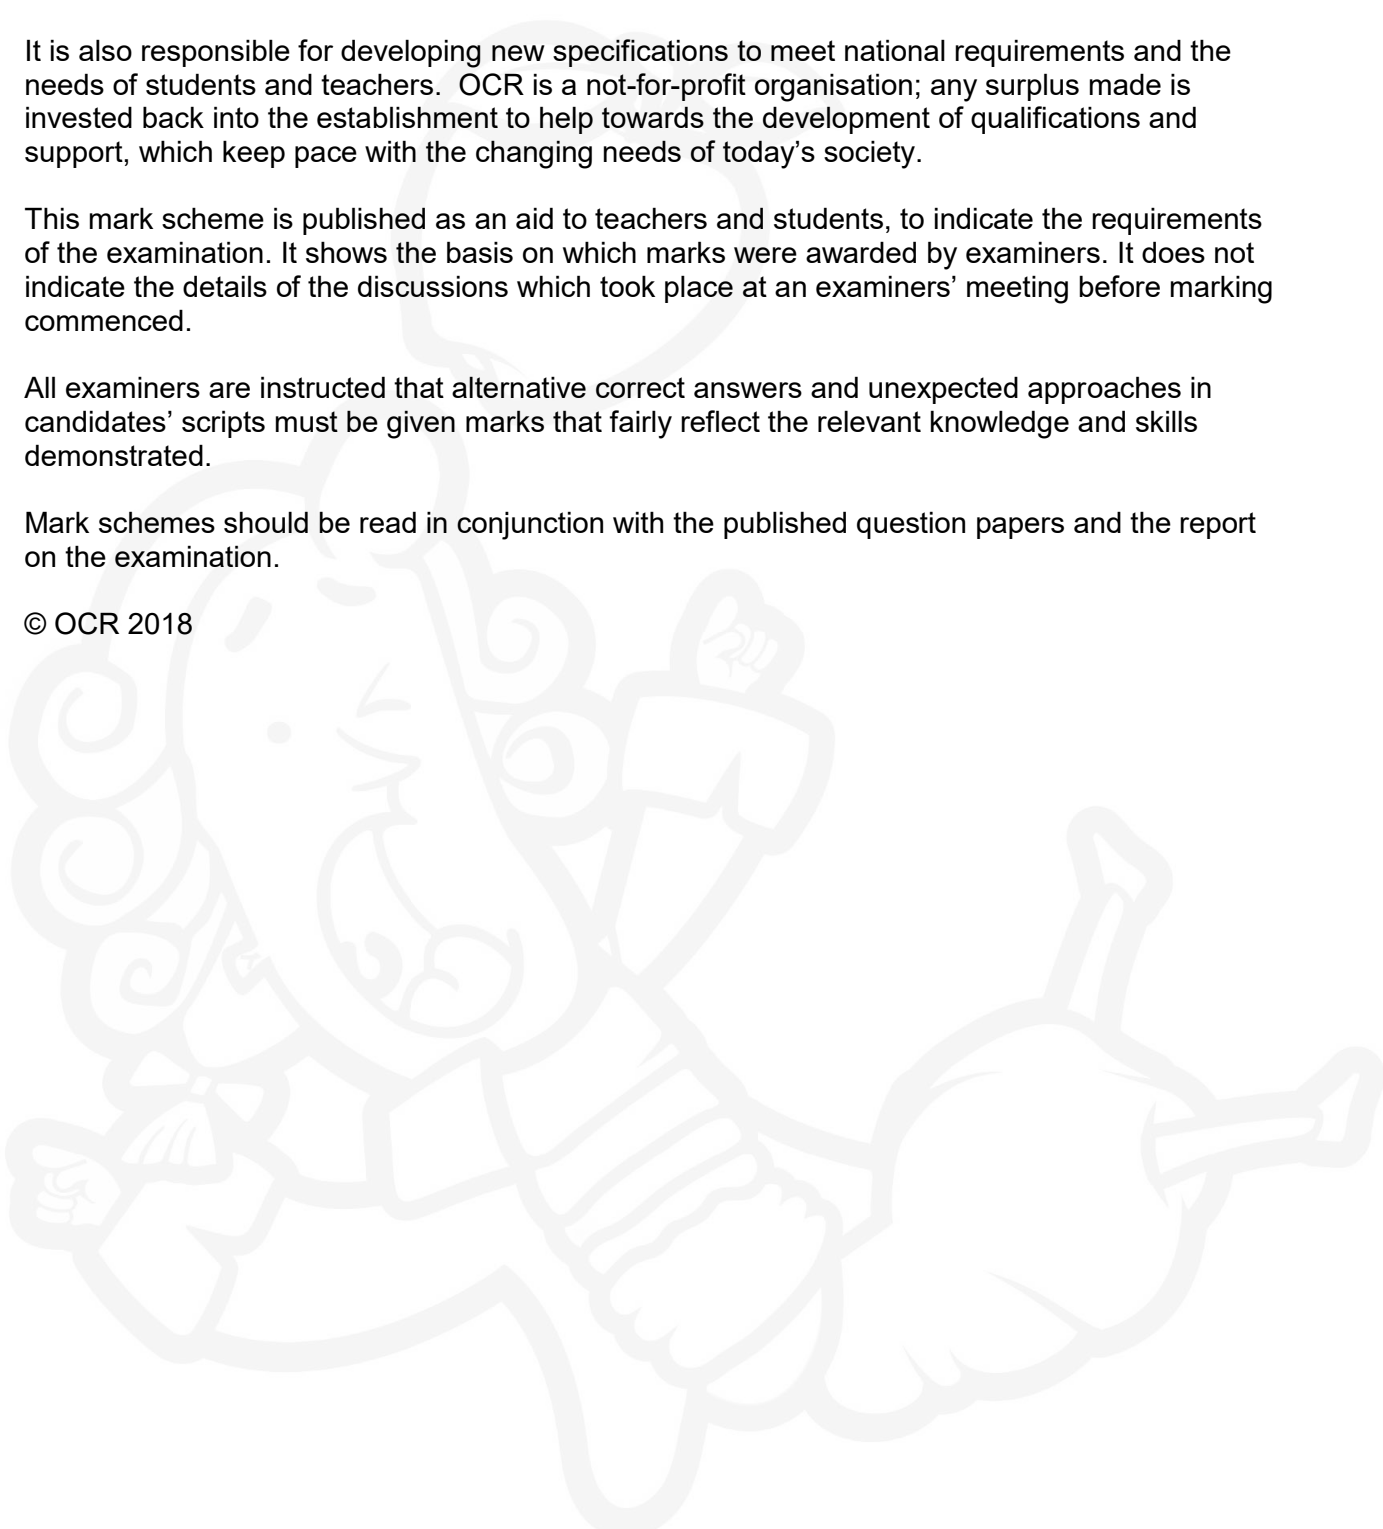 It is also responsible for developing new specifications to meet national requirements and the
needs of students and teachers.  OCR is a not-for-profit organisation; any surplus made is
invested back into the establishment to help towards the development of qualifications and
support, which keep pace with the changing needs of today’s society.
This mark scheme is published as an aid to teachers and students, to indicate the requirements
of the examination. It shows the basis on which marks were awarded by examiners. It does not
indicate the details of the discussions which took place at an examiners’ meeting before marking
commenced.
All examiners are instructed that alternative correct answers and unexpected approaches in
candidates’ scripts must be given marks that fairly reflect the relevant knowledge and skills
demonstrated.
Mark schemes should be read in conjunction with the published question papers and the report
on the examination.
© OCR 2018